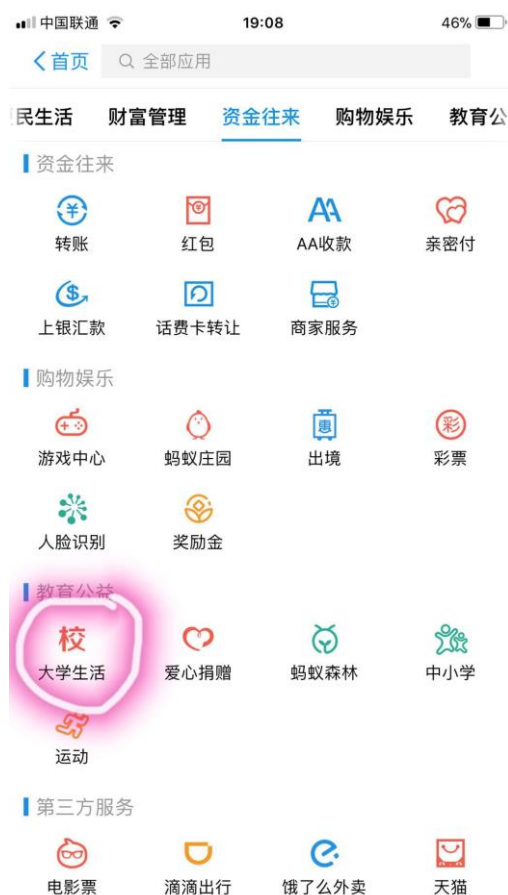 中国联通 19:08 46%
首页 全部应用
民生活 财富管理 资金往来 购物娱乐 教育公
资金往来
转账 红包 AA收款 亲密付
上银汇款 话费卡转让 商家服务
购物娱乐
惠 彩
游戏中心 蚂蚁庄园 出境 彩票
人脸识别 奖励金
教育公益
校
大学生活 爱心捐赠 蚂蚁森林 中小学
运动
第三方服务
电影票 滴滴出行 饿了么外卖 天猫